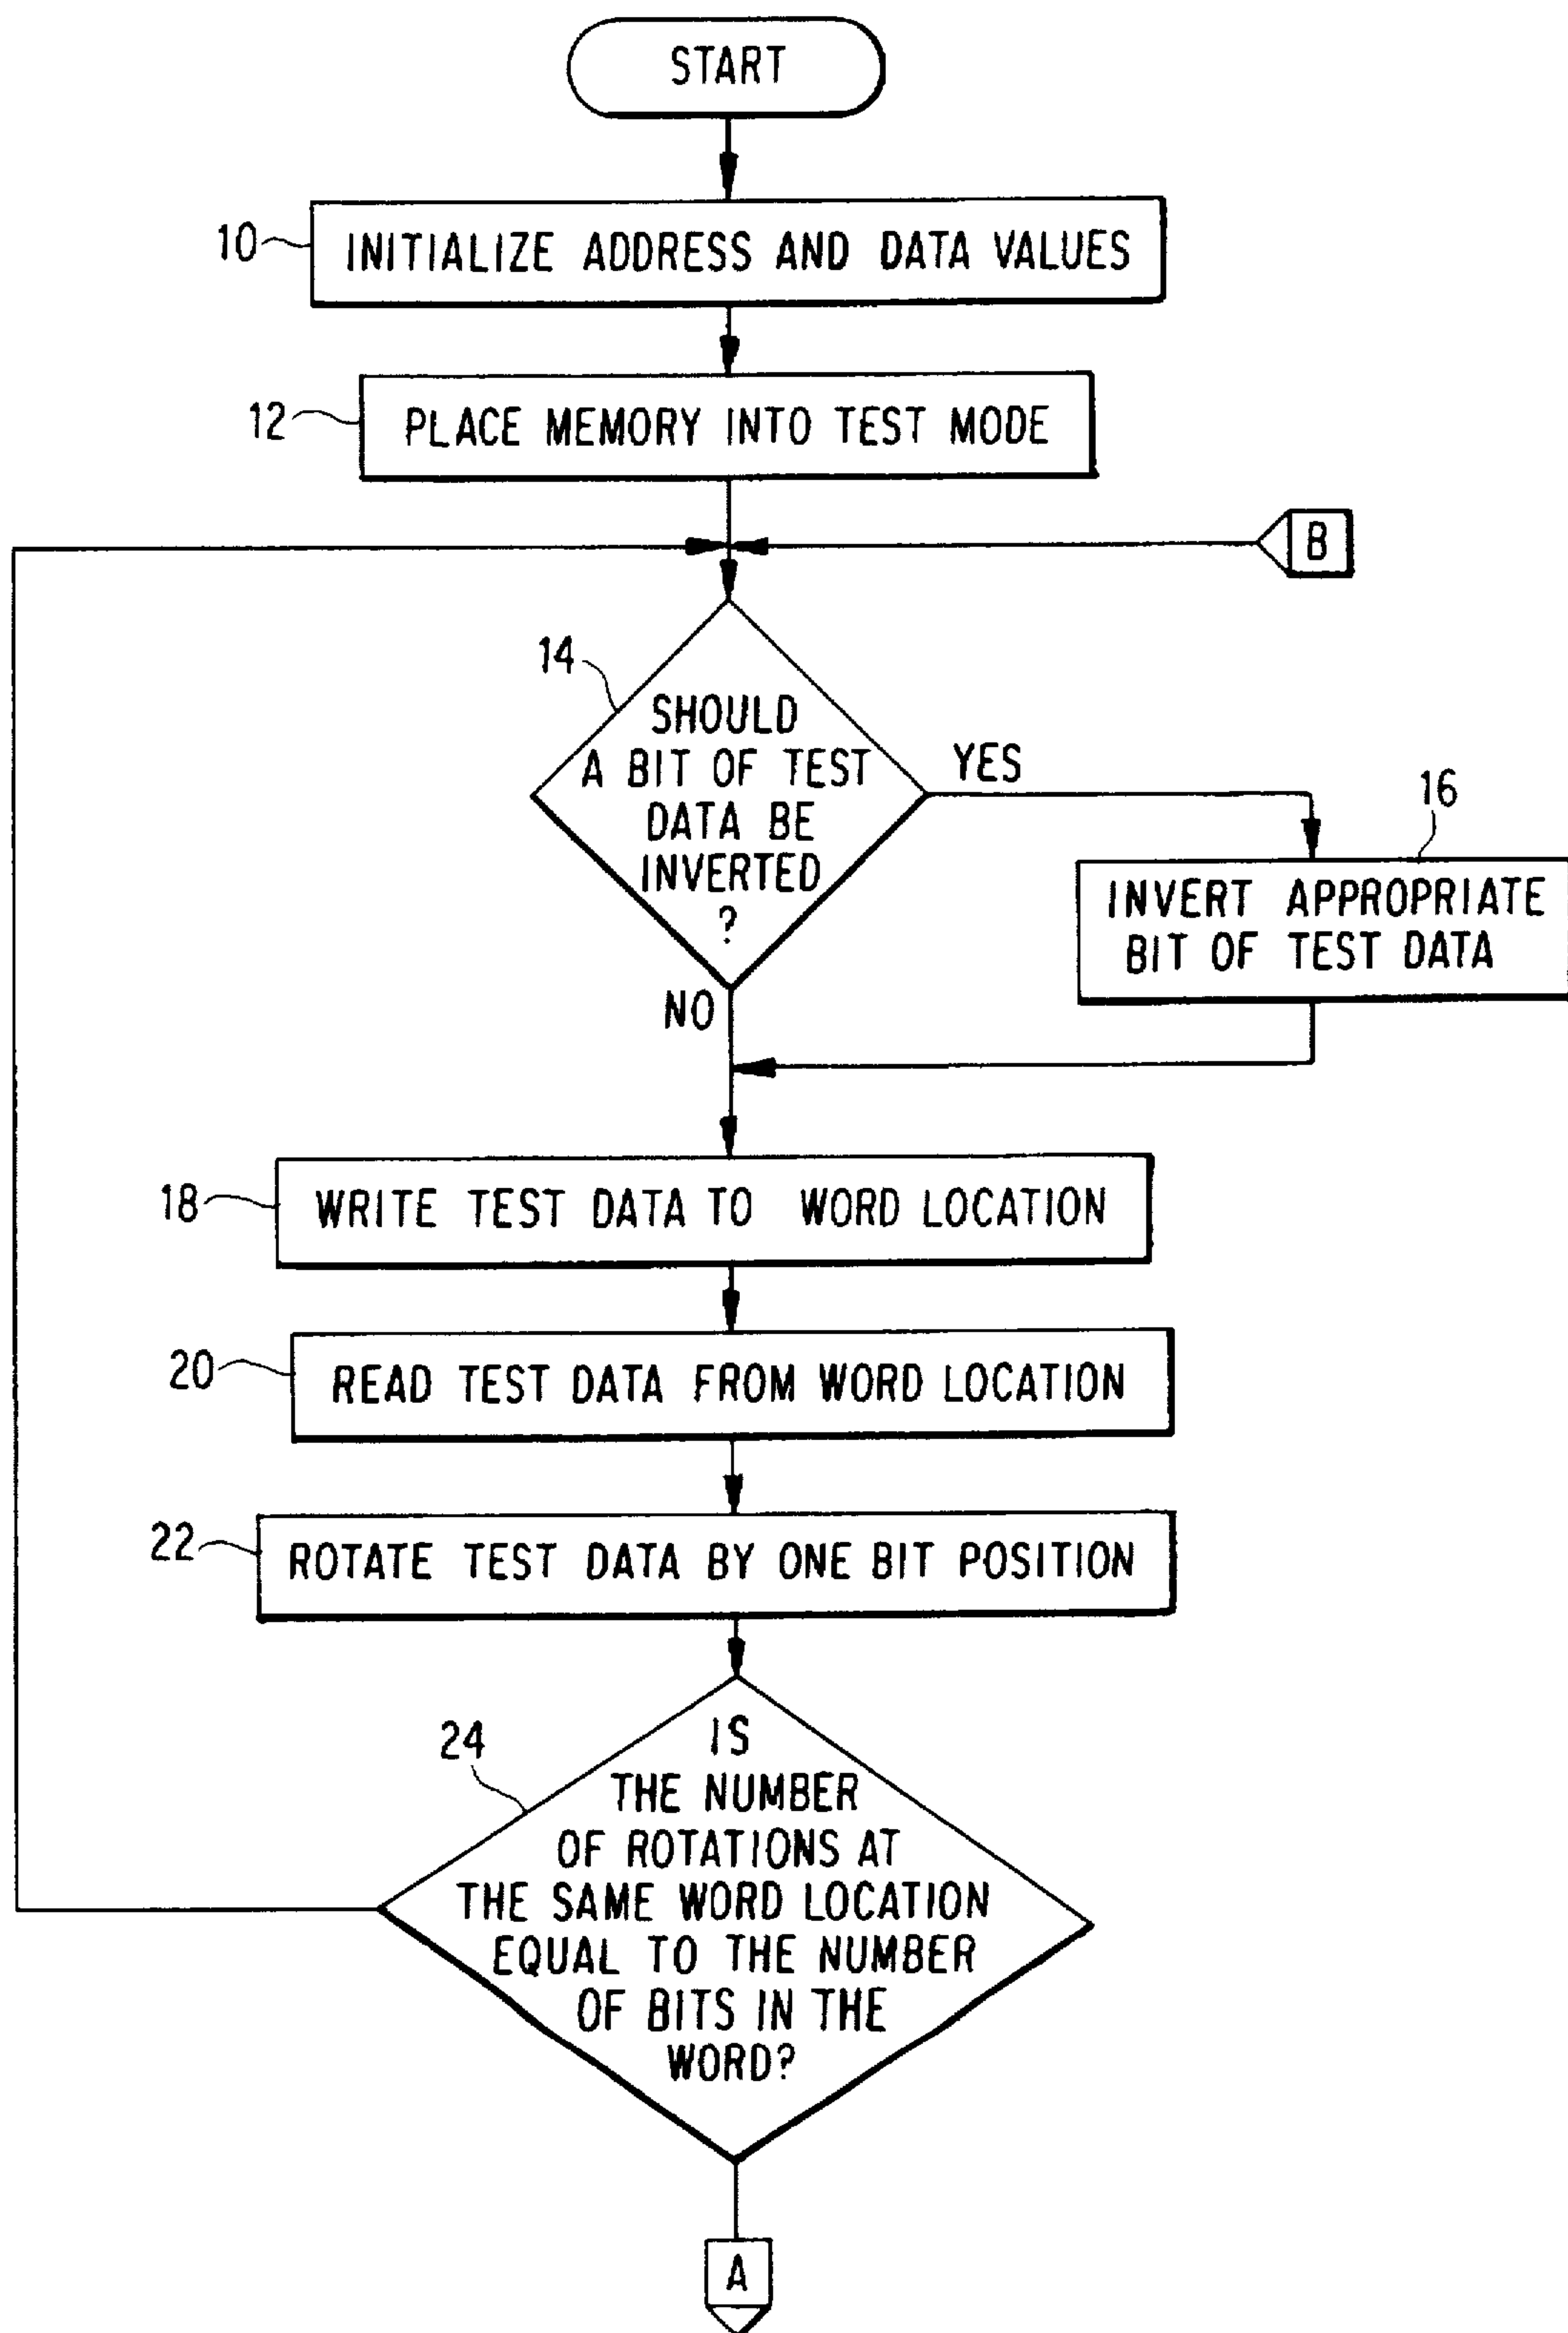 START
10
INITIALIZE ADDRESS AND DATA VALUES
12
PLACE MEMORY INTO TEST MODE
B
14
SHOULD
A BIT OF TEST
DATA BE
INVERTED
?
YES
16
INVERT APPROPRIATE
BIT OF TEST DATA
NO
18
WRITE TEST DATA TO WORD LOCATION
20
READ TEST DATA FROM WORD LOCATION
22
ROTATE TEST DATA BY ONE BIT POSITION
24
IS
THE NUMBER
OF ROTATIONS AT
THE SAME WORD LOCATION
EQUAL TO THE NUMBER
OF BITS IN THE
WORD?
A